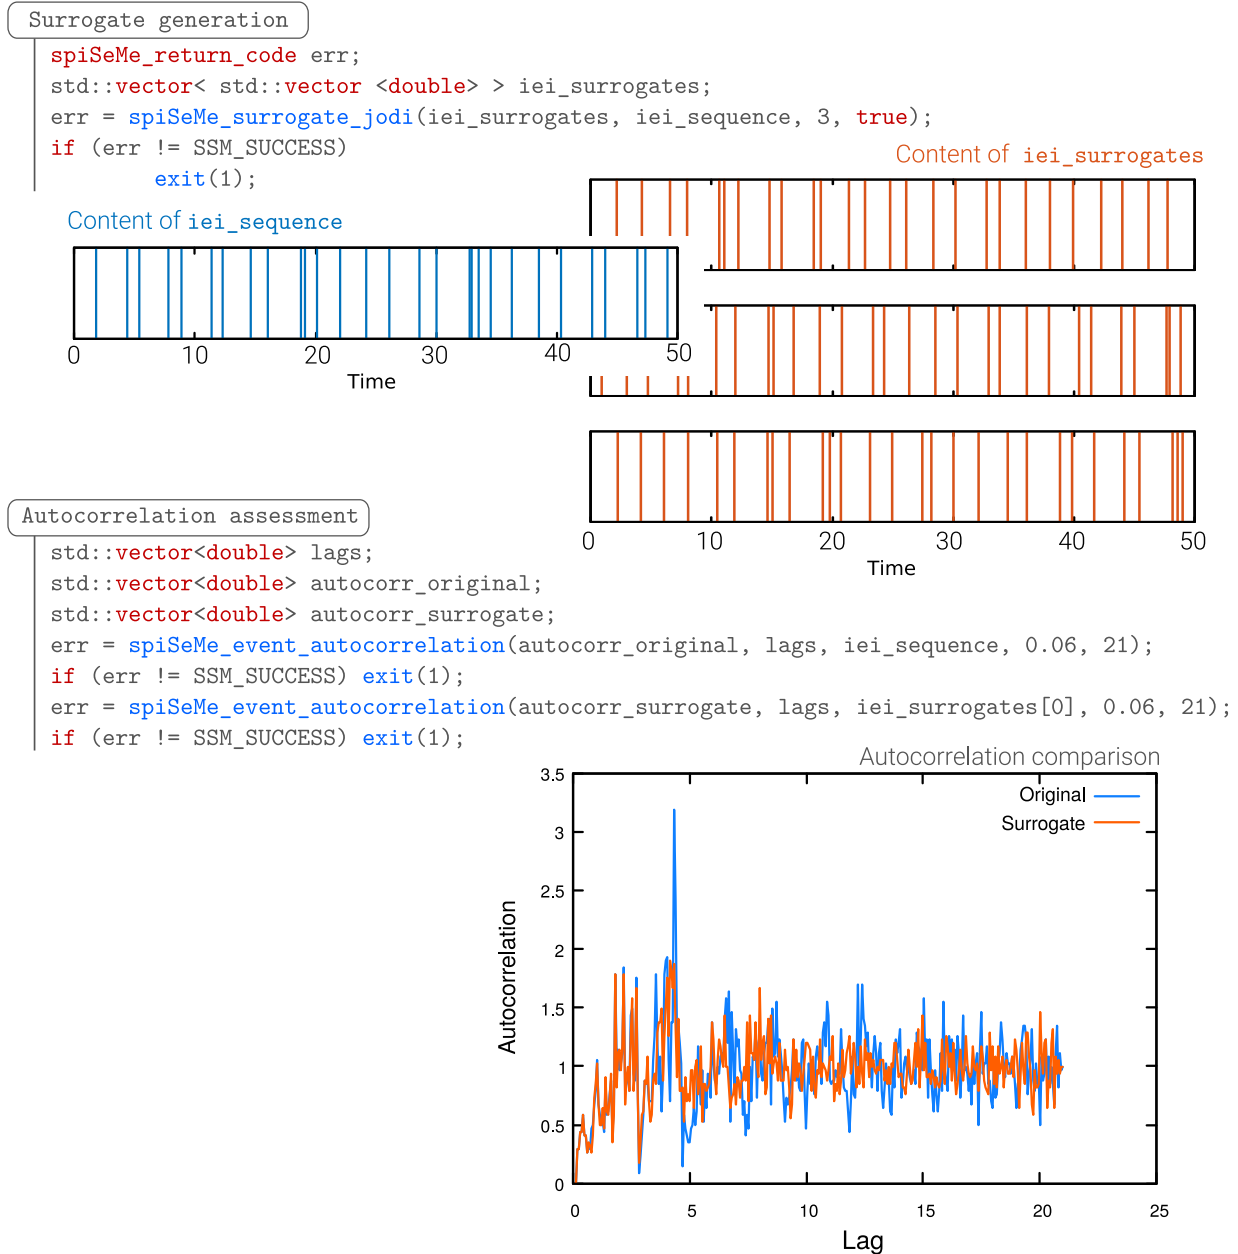 Surrogate generation
spiSeMe_return_code err;
std::vector< std::vector <double> > iei_surrogates;
err = spiSeMe_surrogate_jodi(iei_surrogates, iei_sequence, 3, true);
if (err != SSM_SUCCESS)
exit(1);
Content of iei_surrogates
Content of iei_sequence
0 10 20 30 40 50
Time
0 10 20 30 40 50
Time
Autocorrelation assessment
std::vector<double> lags;
std::vector<double> autocorr_original;
std::vector<double> autocorr_surrogate;
err = spiSeMe_event_autocorrelation(autocorr_original, lags, iei_sequence, 0.06, 21);
if (err != SSM_SUCCESS) exit(1);
err = spiSeMe_event_autocorrelation(autocorr_surrogate, lags, iei_surrogates[0], 0.06, 21);
if (err != SSM_SUCCESS) exit(1);
Autocorrelation comparison
3.5
3
2.5
2
1.5
1
0.5
0
Autocorrelation
Original
Surrogate
0 5 10 15 20 25
Lag